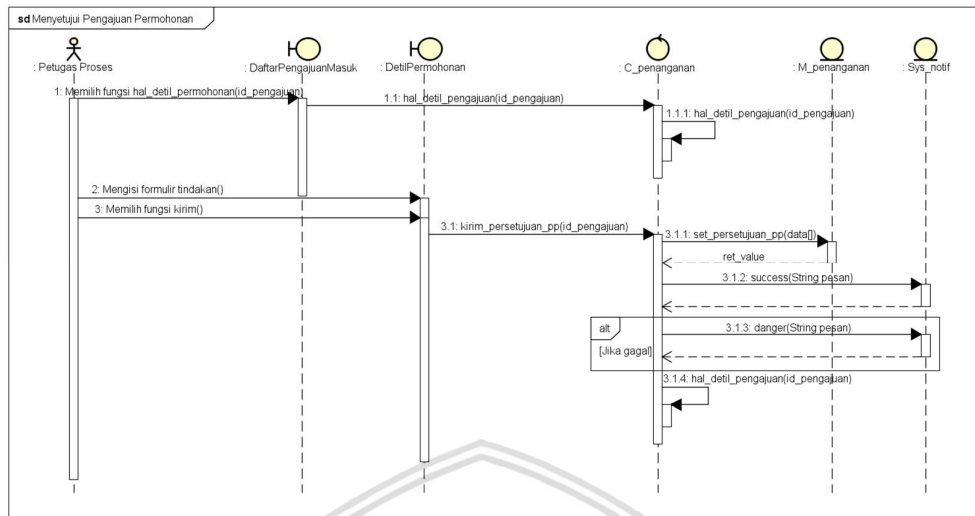 sd Menyetujui Pengajuan Permohonan
: Petugas Proses
: DaftarPengajuanMasuk
: DetilPermohonan
: C_penanganan
: M_penanganan
: Sys_notif
1: Memilih fungsi hal_detil_permohonan(id_pengajuan)
1.1: hal_detil_pengajuan(id_pengajuan)
1.1.1: hal_detil_pengajuan(id_pengajuan)
2: Mengisi formulir tindakan()
3: Memilih fungsi kirim()
3.1: kirim_persetujuan_pp(id_pengajuan)
3.1.1: set_persetujuan_pp(data[])
ret_value
3.1.2: success(String pesan)
alt
3.1.3: danger(String pesan)
[Jika gagal]
3.1.4: hal_detil_pengajuan(id_pengajuan)